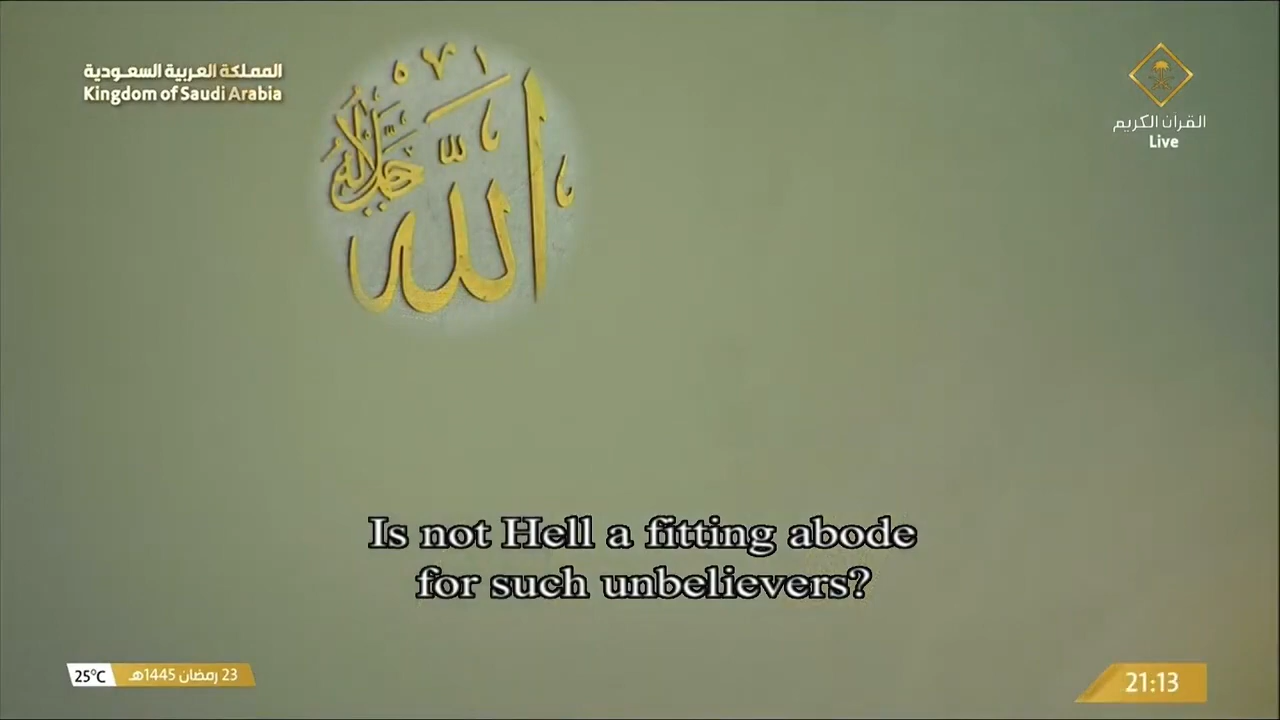 المملكة العربية السعودية
Kingdom of Saudi Arabia
الله
جل جلاله
القرآن الكريم
Live
Is not Hell a fitting abode
for such unbelievers?
25°C
23 رمضان 1445هـ
21:13